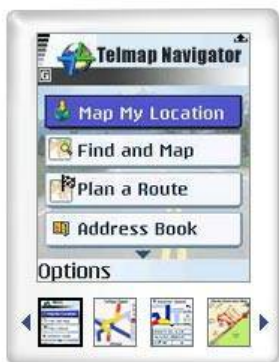 Telmap Navigator
G
Map My Location
Find and Map
Plan a Route
Address Book
Options